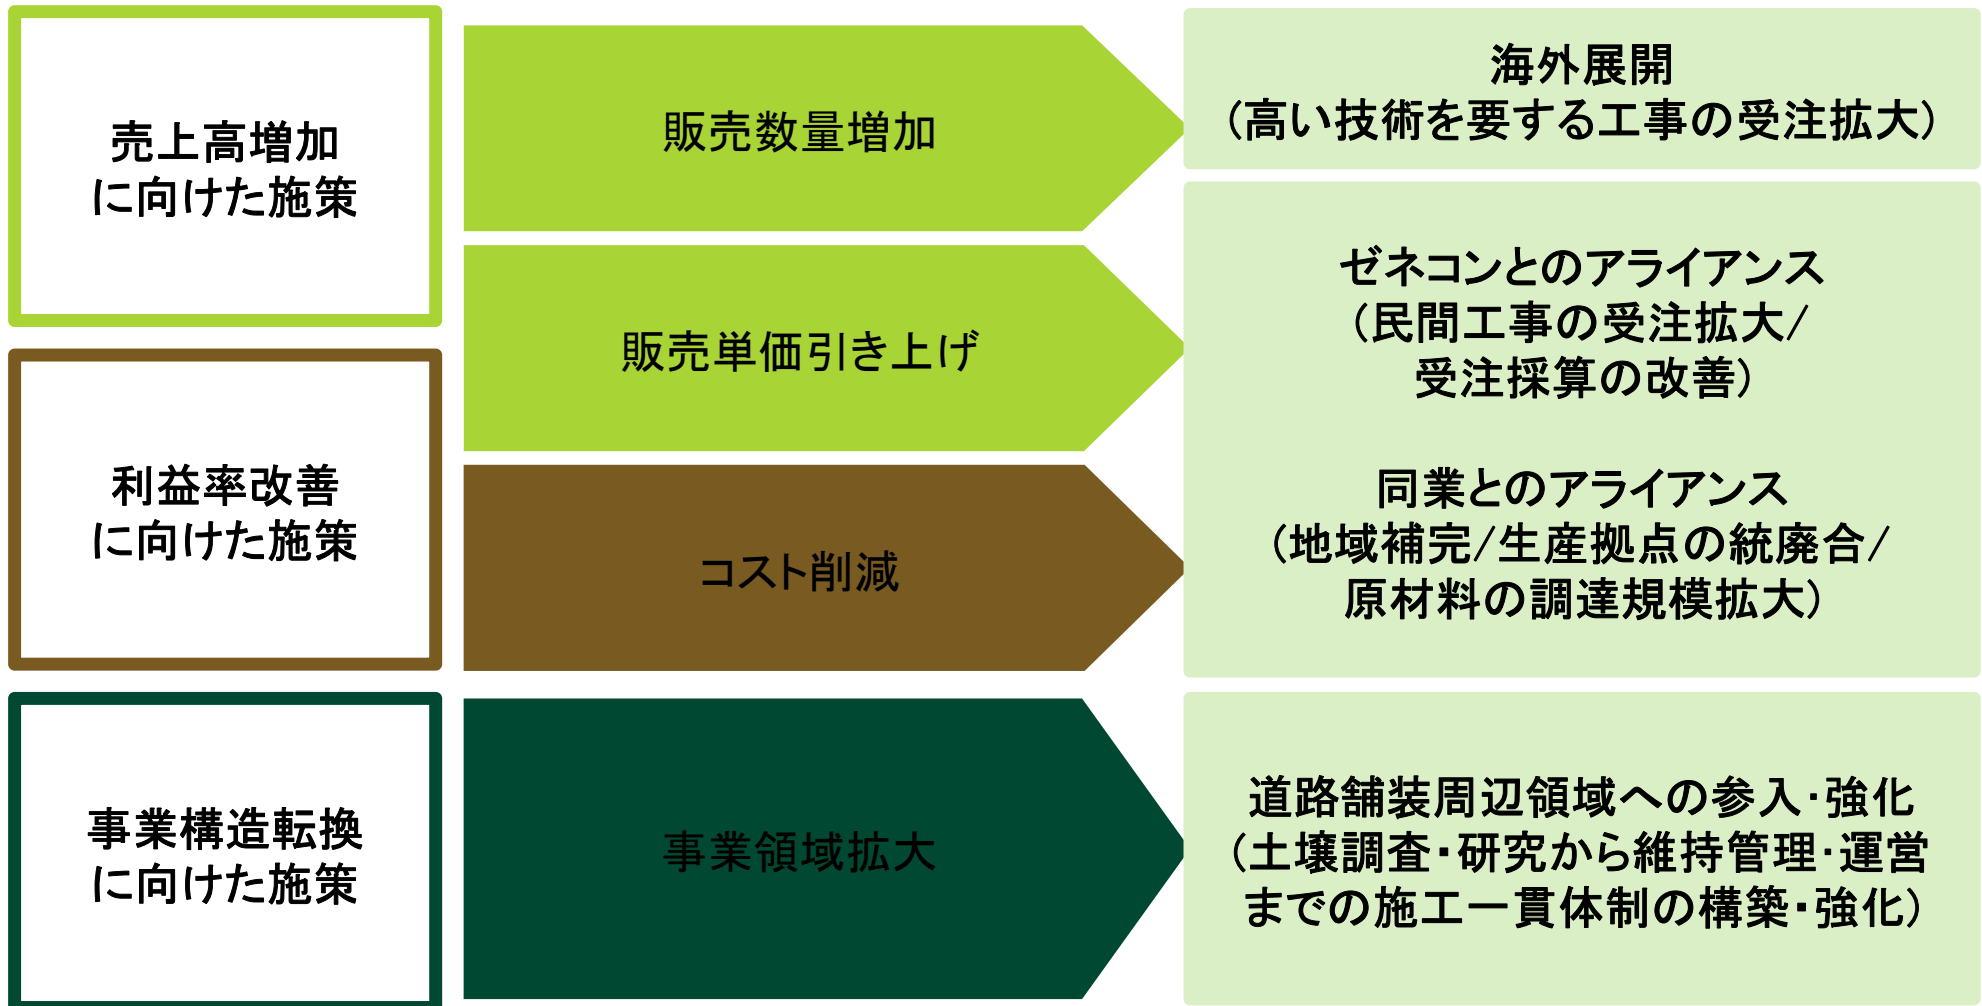 売上高増加
に向けた施策
販売数量増加
海外展開
（高い技術を要する工事の受注拡大）
販売単価引き上げ
ゼネコンとのアライアンス
（民間工事の受注拡大/
受注採算の改善）
利益率改善
に向けた施策
コスト削減
同業とのアライアンス
（地域補完/生産拠点の統廃合/
原材料の調達規模拡大）
事業構造転換
に向けた施策
事業領域拡大
道路舗装周辺領域への参入・強化
（土壌調査・研究から維持管理・運営
までの施工一貫体制の構築・強化）